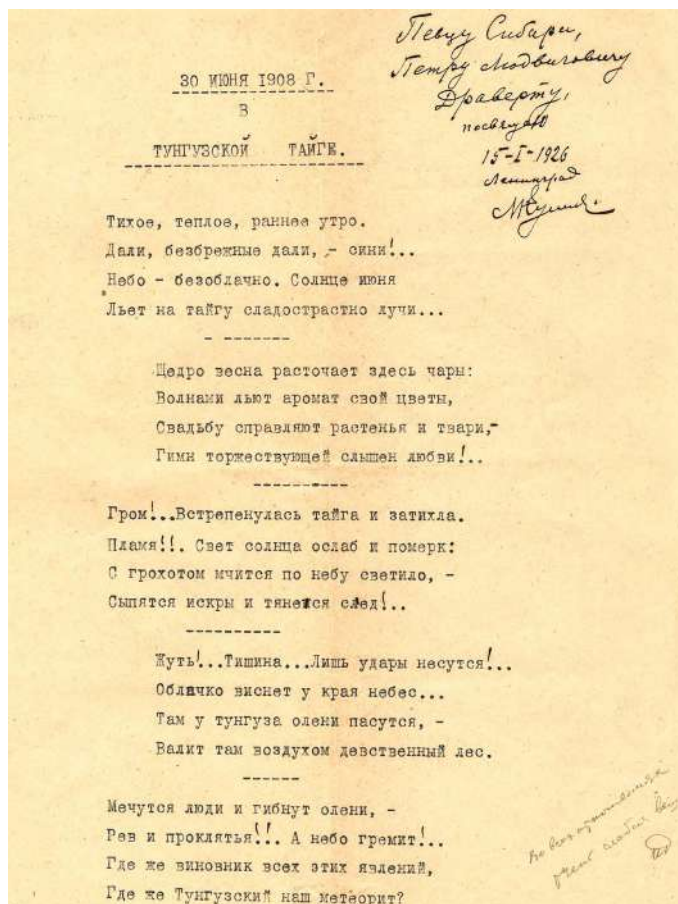 Певцу Сибири,
Петру Людвиговичу
Драверту,
посвящаю
15-I-1926
Ленинград
30 ИЮНЯ 1908 Г.
В
ТУНГУЗСКОЙ ТАЙГЕ.
Тихое, теплое, раннее утро.
Дали, безбрежные дали, - сини!...
Небо - безоблачно. Солнце июня
Льет на тайгу сладострастно лучи...
- -------
Щедро весна расточает здесь чары:
Волнами льют аромат свой цветы,
Свадьбу справляют растенья и твари,-
Гимн торжествующей слышен любви!..
----------
Гром!...Встрепенулась тайга и затихла.
Пламя!!. Свет солнца ослаб и померк:
С грохотом мчится по небу светило, -
Сыпятся искры и тянется след!..
----------
Жуть!...Тишина...Лишь удары несутся!...
Облачко виснет у края небес...
Там у тунгуза олени пасутся, -
Валит там воздухом девственный лес.
------
Мечутся люди и гибнут олени, -
Рев и проклятья!!!. А небо гремит!..
Где же виновник всех этих явлений,
Где же Тунгузский наш метеорит?